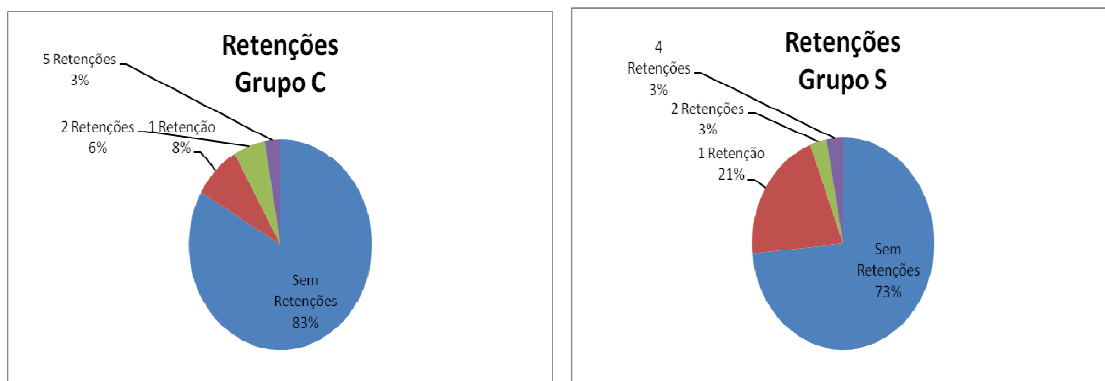 Retenções
Grupo C
5 Retenções
3%
2 Retenções
6%
1 Retenção
8%
Sem
Retenções
83%
Retenções
Grupo S
4
Retenções
3%
2 Retenções
3%
1 Retenção
21%
Sem
Retenções
73%